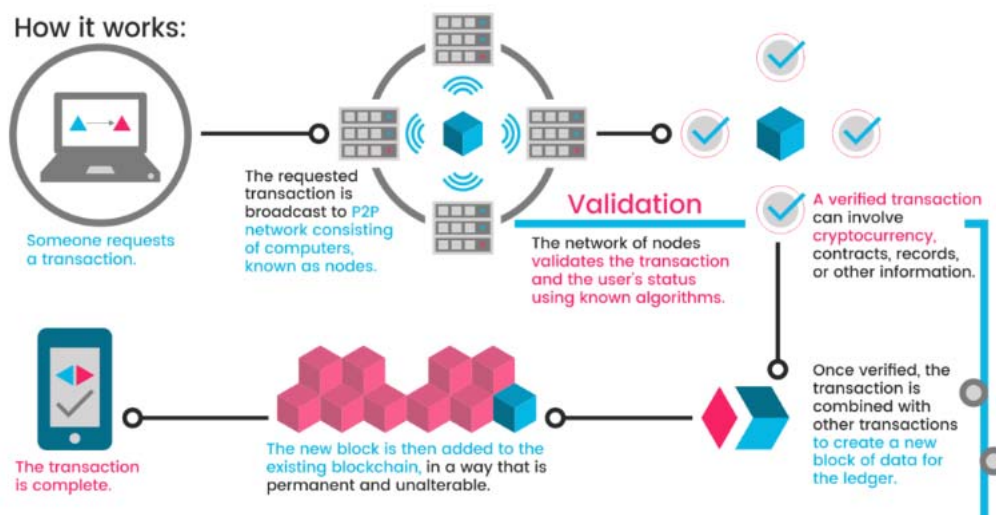 How it works:
Someone requests
a transaction.
The requested
transaction is
broadcast to P2P
network consisting
of computers,
known as nodes.
Validation
The network of nodes
validates the transaction
and the user's status
using known algorithms.
A verified transaction
can involve
cryptocurrency,
contracts, records,
or other information.
Once verified, the
transaction is
combined with
other transactions
to create a new
block of data for
the ledger.
The new block is then added to the
existing blockchain, in a way that is
permanent and unalterable.
The transaction
is complete.